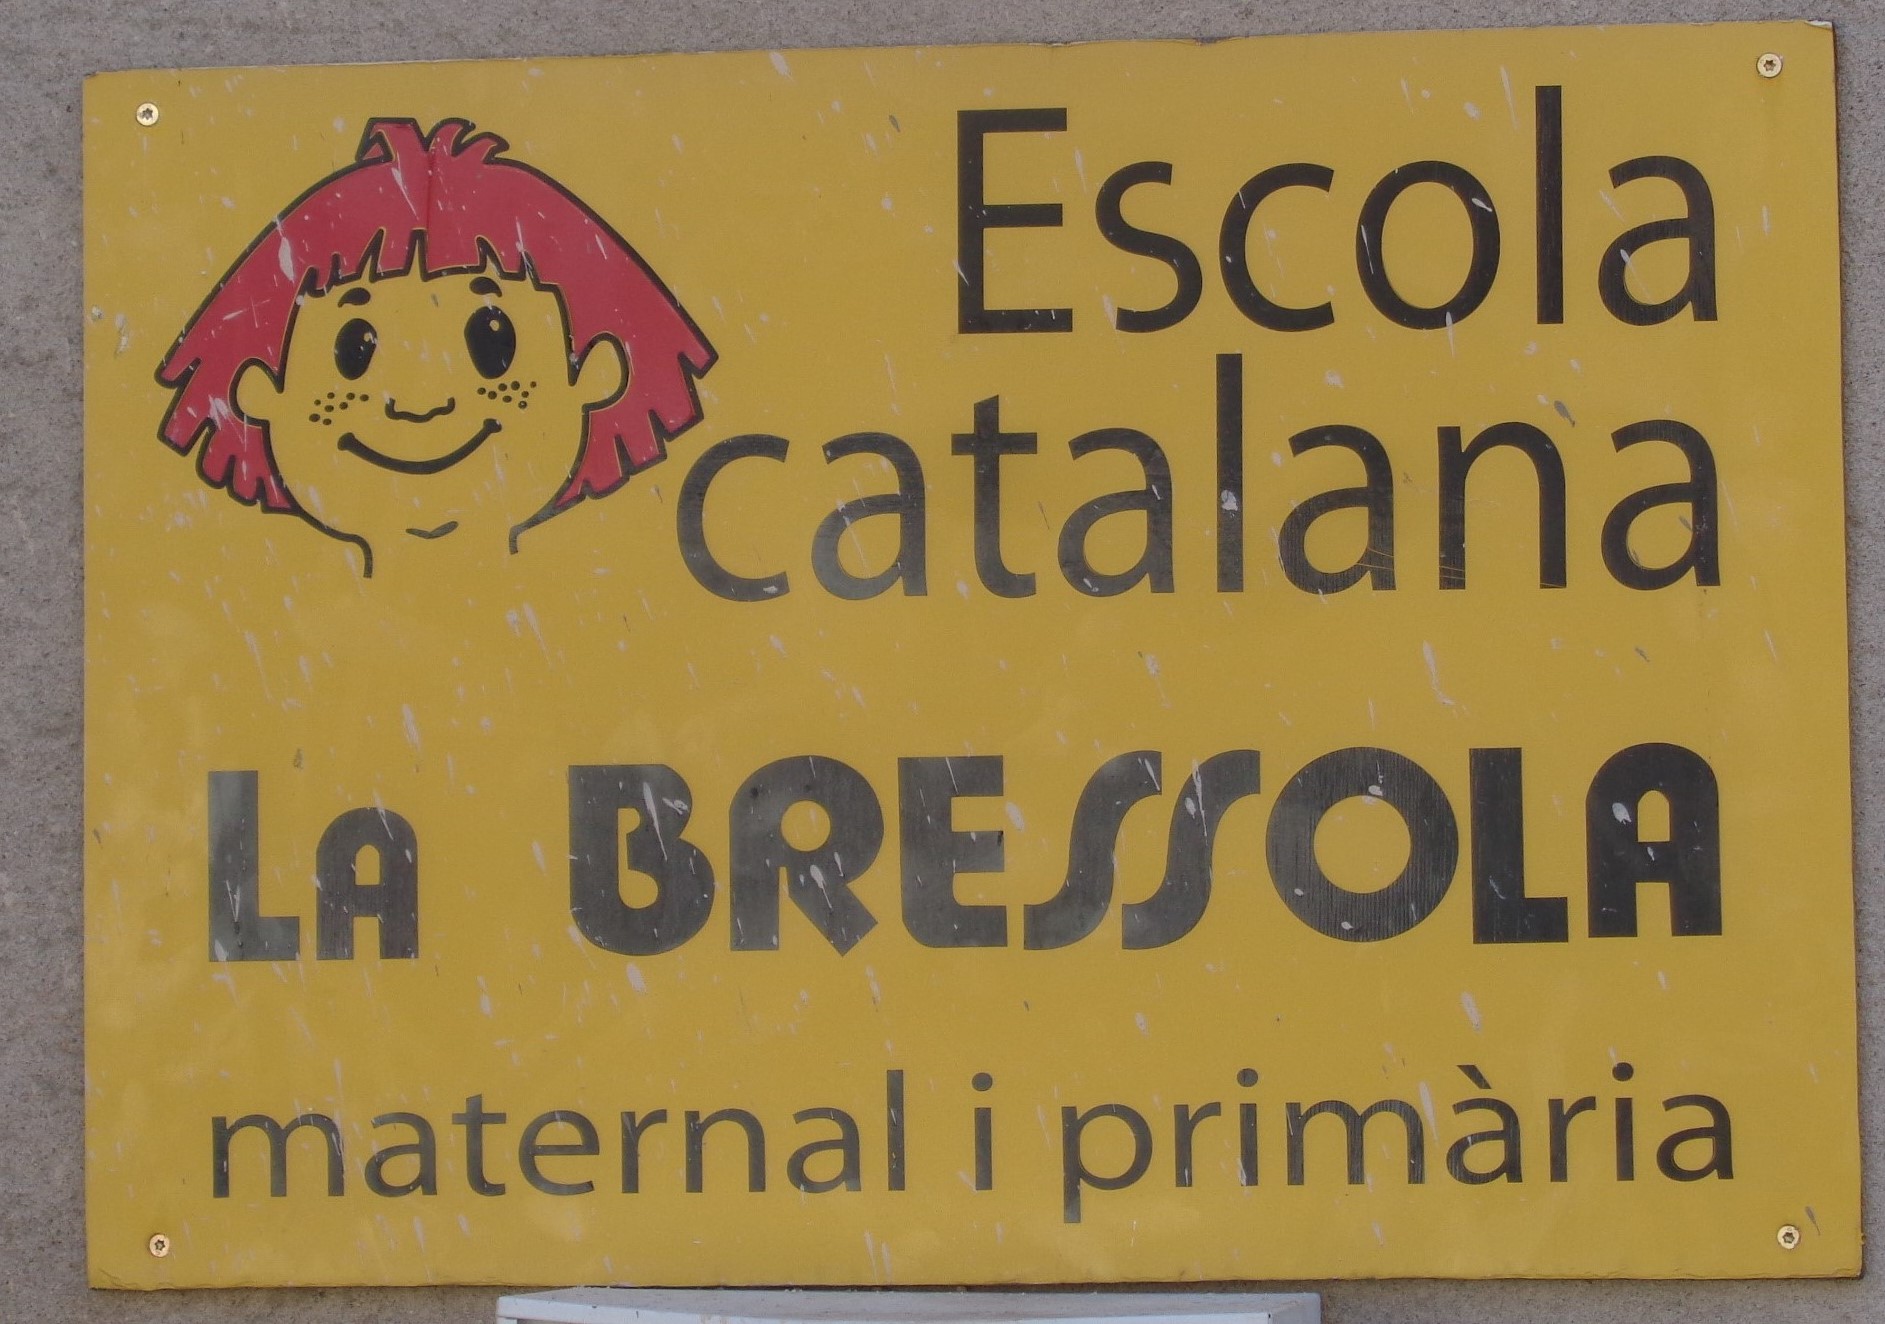 Escola
catalana
LA BRESSOLA
maternal i primària